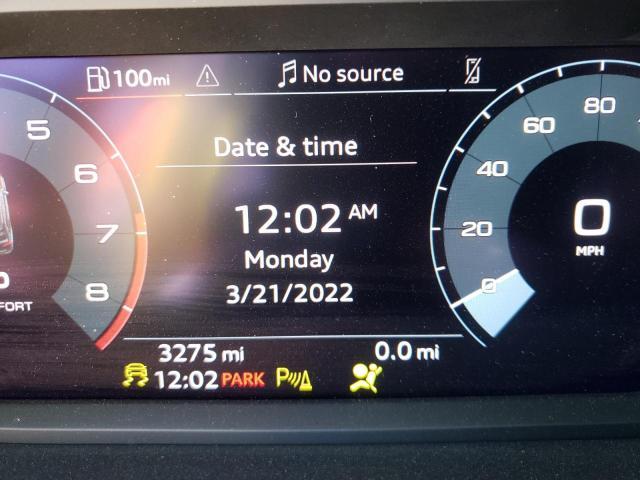 100mi
No source
Date & time
12:02 AM
Monday
3/21/2022
5
6
7
8
0
20
40
60
80
0
MPH
3275 mi
0.0 mi
12:02 PARK
P